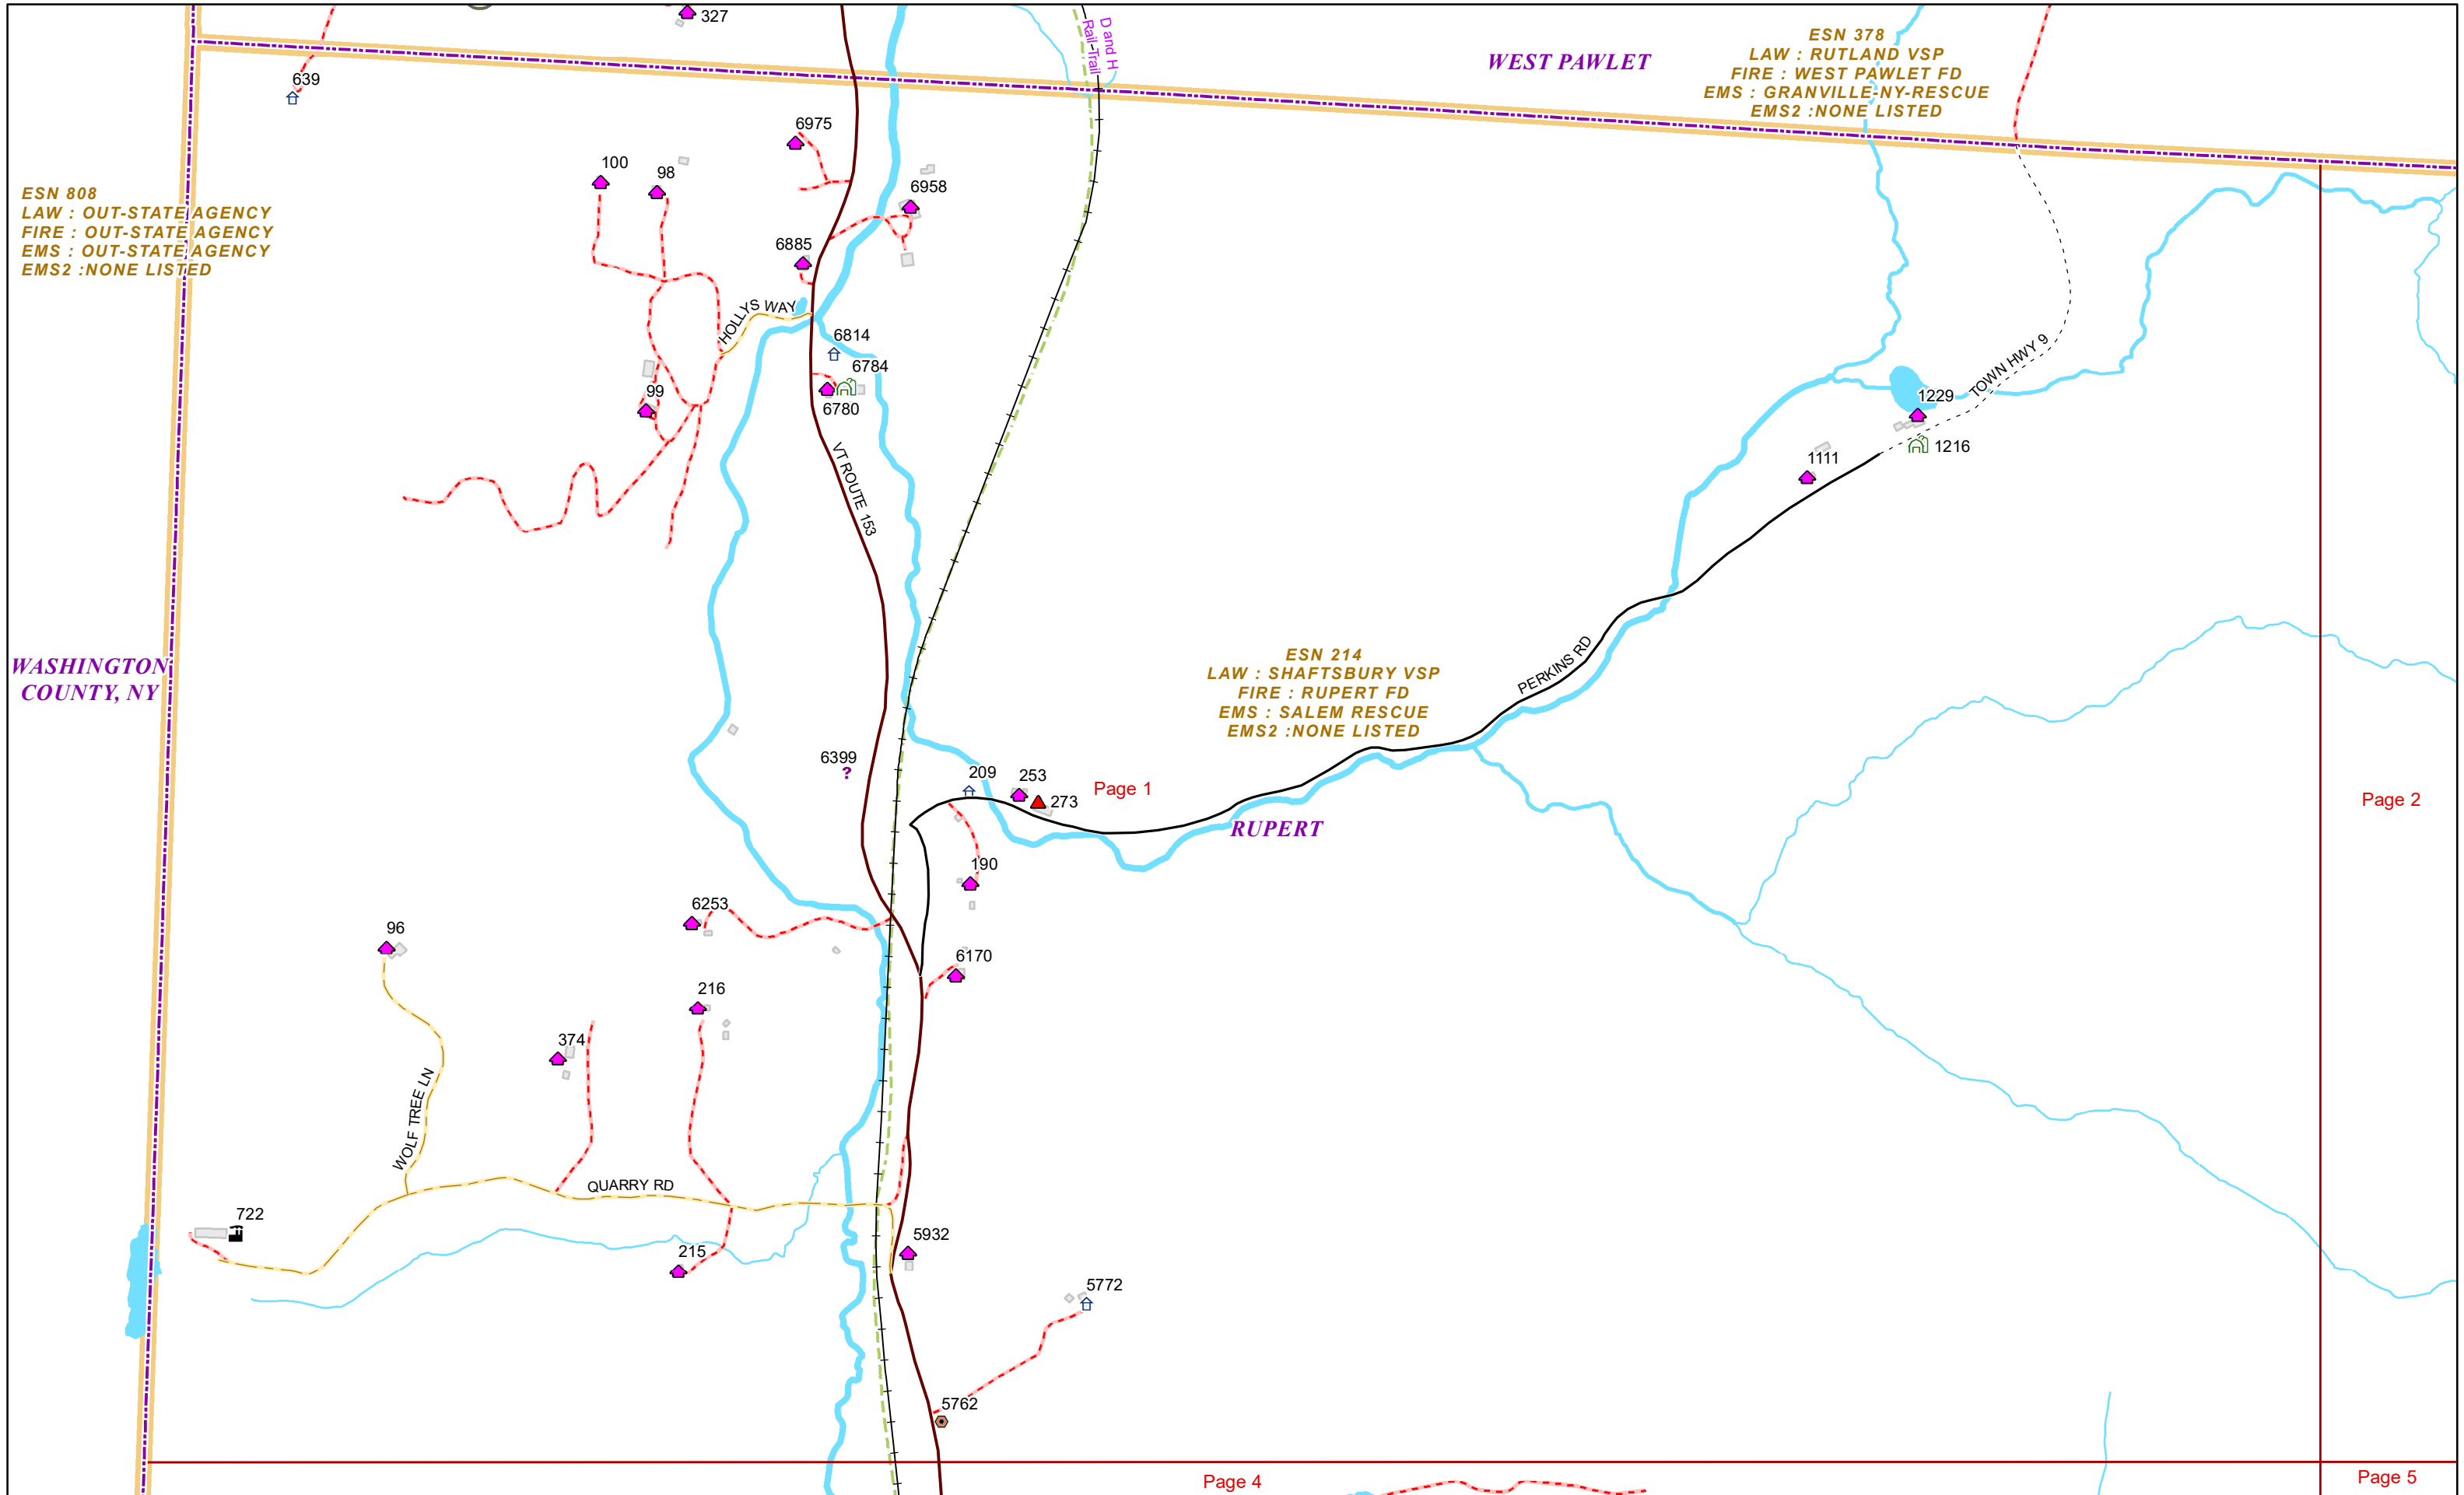 327
D and H
Rail-Trail
WEST PAWLET
ESN 378
LAW : RUTLAND VSP
FIRE : WEST PAWLET FD
EMS : GRANVILLE-NY-RESCUE
EMS2 :NONE LISTED
639
6975
100
98
6958
ESN 808
LAW : OUT-STATE AGENCY
FIRE : OUT-STATE AGENCY
EMS : OUT-STATE AGENCY
EMS2 :NONE LISTED
6885
HOLLYS WAY
6814
6784
6780
99
TOWN HWY 9
1229
1216
1111
VT ROUTE 153
WASHINGTON
COUNTY, NY
ESN 214
LAW : SHAFTSBURY VSP
FIRE : RUPERT FD
EMS : SALEM RESCUE
EMS2 :NONE LISTED
PERKINS RD
6399
?
209
253
273
Page 1
Page 2
RUPERT
190
6253
96
6170
216
374
WOLF TREE LN
QUARRY RD
722
215
5932
5772
5762
Page 4
Page 5